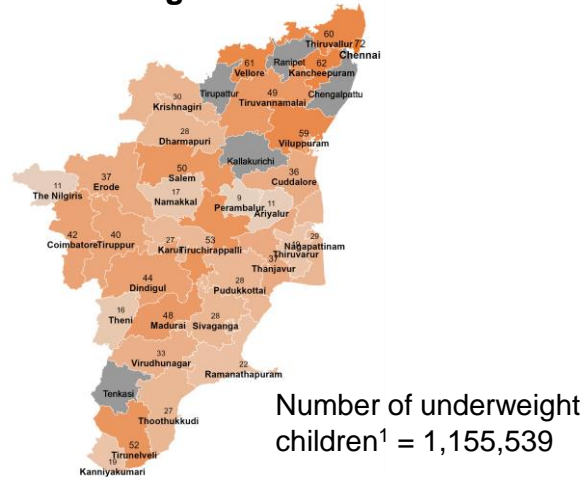 60
Thiruvallur
72
Chennai
Ranipet
61
Vellore
62
Kancheepuram
Tirupattur
49
Tiruvannamalai
Chengalpattu
30
Krishnagiri
59
Viluppuram
28
Dharmapuri
Kallakurichi
50
Salem
36
Cuddalore
11
The Nilgiris
37
Erode
17
Namakkal
9
Perambalur
11
Ariyalur
42
Coimbatore
40
Tiruppur
27
Karur
53
Tiruchirappalli
29
Nagapattinam
19
Thiruvarur
37
Thanjavur
44
Dindigul
28
Pudukkottai
16
Theni
48
Madurai
28
Sivaganga
33
Virudhunagar
22
Ramanathapuram
Tenkasi
27
Thoothukkudi
52
Tirunelveli
19
Kanniyakumari
Number of underweight
children¹ = 1,155,539